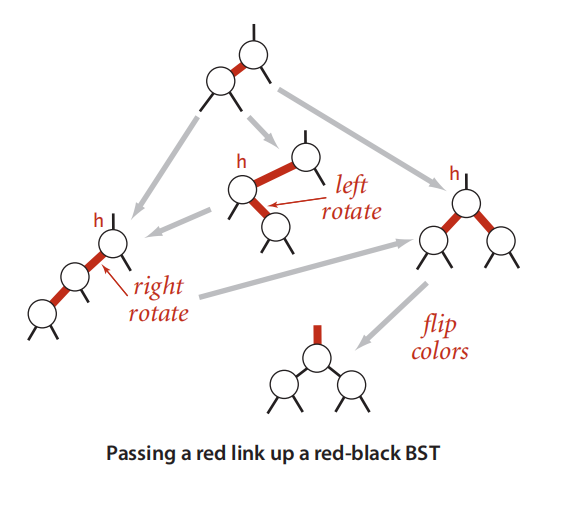 h
left
rotate
h
h
right
rotate
flip
colors
Passing a red link up a red-black BST